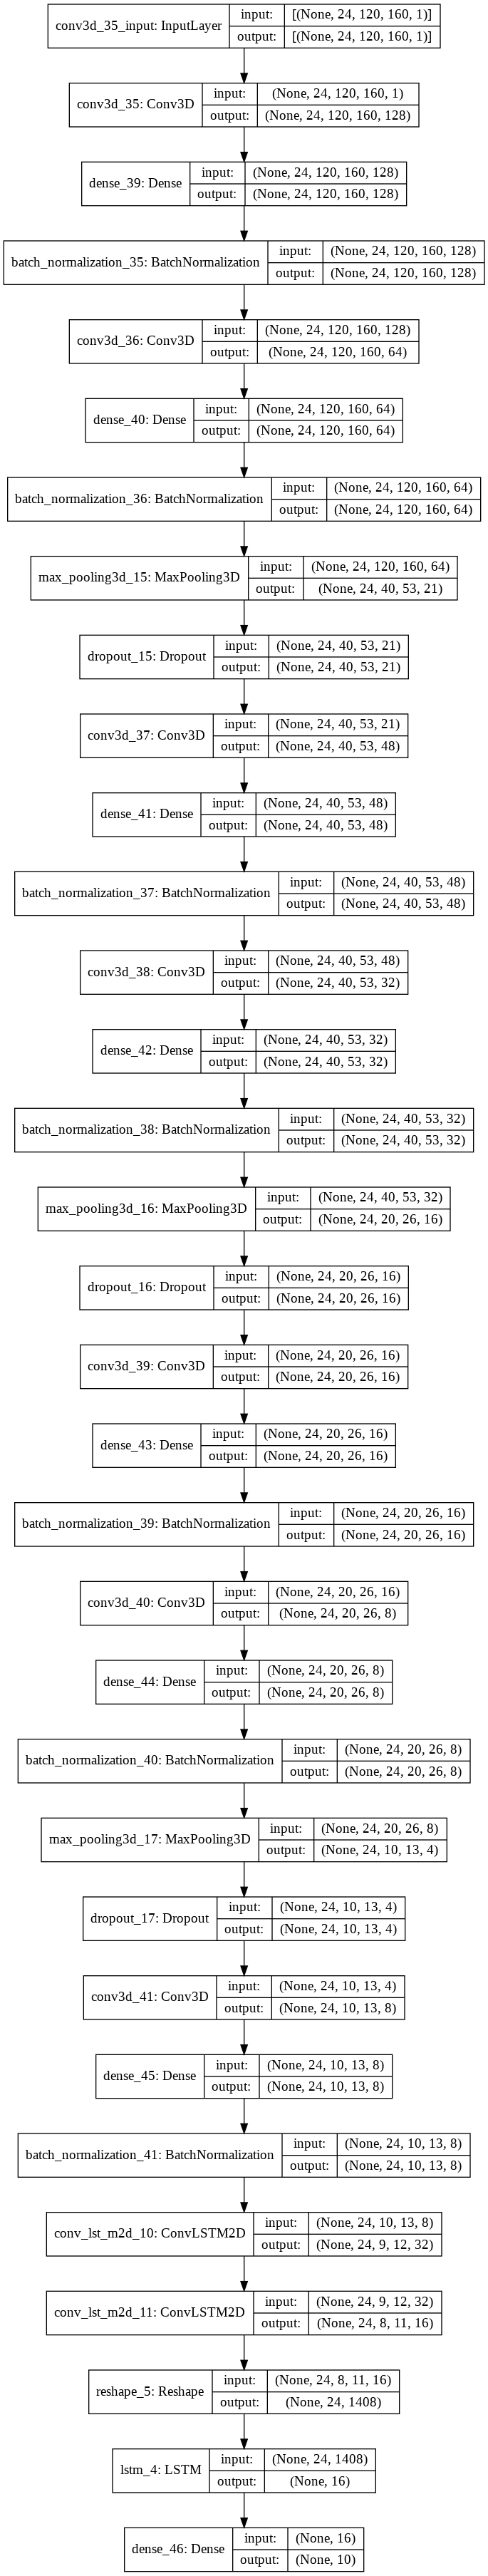 conv3d_35_input: InputLayer
input: [(None, 24, 120, 160, 1)]
output: [(None, 24, 120, 160, 1)]
conv3d_35: Conv3D
input: (None, 24, 120, 160, 1)
output: (None, 24, 120, 160, 128)
dense_39: Dense
input: (None, 24, 120, 160, 128)
output: (None, 24, 120, 160, 128)
batch_normalization_35: BatchNormalization
input: (None, 24, 120, 160, 128)
output: (None, 24, 120, 160, 128)
conv3d_36: Conv3D
input: (None, 24, 120, 160, 128)
output: (None, 24, 120, 160, 64)
dense_40: Dense
input: (None, 24, 120, 160, 64)
output: (None, 24, 120, 160, 64)
batch_normalization_36: BatchNormalization
input: (None, 24, 120, 160, 64)
output: (None, 24, 120, 160, 64)
max_pooling3d_15: MaxPooling3D
input: (None, 24, 120, 160, 64)
output: (None, 24, 40, 53, 21)
dropout_15: Dropout
input: (None, 24, 40, 53, 21)
output: (None, 24, 40, 53, 21)
conv3d_37: Conv3D
input: (None, 24, 40, 53, 21)
output: (None, 24, 40, 53, 48)
dense_41: Dense
input: (None, 24, 40, 53, 48)
output: (None, 24, 40, 53, 48)
batch_normalization_37: BatchNormalization
input: (None, 24, 40, 53, 48)
output: (None, 24, 40, 53, 48)
conv3d_38: Conv3D
input: (None, 24, 40, 53, 48)
output: (None, 24, 40, 53, 32)
dense_42: Dense
input: (None, 24, 40, 53, 32)
output: (None, 24, 40, 53, 32)
batch_normalization_38: BatchNormalization
input: (None, 24, 40, 53, 32)
output: (None, 24, 40, 53, 32)
max_pooling3d_16: MaxPooling3D
input: (None, 24, 40, 53, 32)
output: (None, 24, 20, 26, 16)
dropout_16: Dropout
input: (None, 24, 20, 26, 16)
output: (None, 24, 20, 26, 16)
conv3d_39: Conv3D
input: (None, 24, 20, 26, 16)
output: (None, 24, 20, 26, 16)
dense_43: Dense
input: (None, 24, 20, 26, 16)
output: (None, 24, 20, 26, 16)
batch_normalization_39: BatchNormalization
input: (None, 24, 20, 26, 16)
output: (None, 24, 20, 26, 16)
conv3d_40: Conv3D
input: (None, 24, 20, 26, 16)
output: (None, 24, 20, 26, 8)
dense_44: Dense
input: (None, 24, 20, 26, 8)
output: (None, 24, 20, 26, 8)
batch_normalization_40: BatchNormalization
input: (None, 24, 20, 26, 8)
output: (None, 24, 20, 26, 8)
max_pooling3d_17: MaxPooling3D
input: (None, 24, 20, 26, 8)
output: (None, 24, 10, 13, 4)
dropout_17: Dropout
input: (None, 24, 10, 13, 4)
output: (None, 24, 10, 13, 4)
conv3d_41: Conv3D
input: (None, 24, 10, 13, 4)
output: (None, 24, 10, 13, 8)
dense_45: Dense
input: (None, 24, 10, 13, 8)
output: (None, 24, 10, 13, 8)
batch_normalization_41: BatchNormalization
input: (None, 24, 10, 13, 8)
output: (None, 24, 10, 13, 8)
conv_lst_m2d_10: ConvLSTM2D
input: (None, 24, 10, 13, 8)
output: (None, 24, 9, 12, 32)
conv_lst_m2d_11: ConvLSTM2D
input: (None, 24, 9, 12, 32)
output: (None, 24, 8, 11, 16)
reshape_5: Reshape
input: (None, 24, 8, 11, 16)
output: (None, 24, 1408)
lstm_4: LSTM
input: (None, 24, 1408)
output: (None, 16)
dense_46: Dense
input: (None, 16)
output: (None, 10)